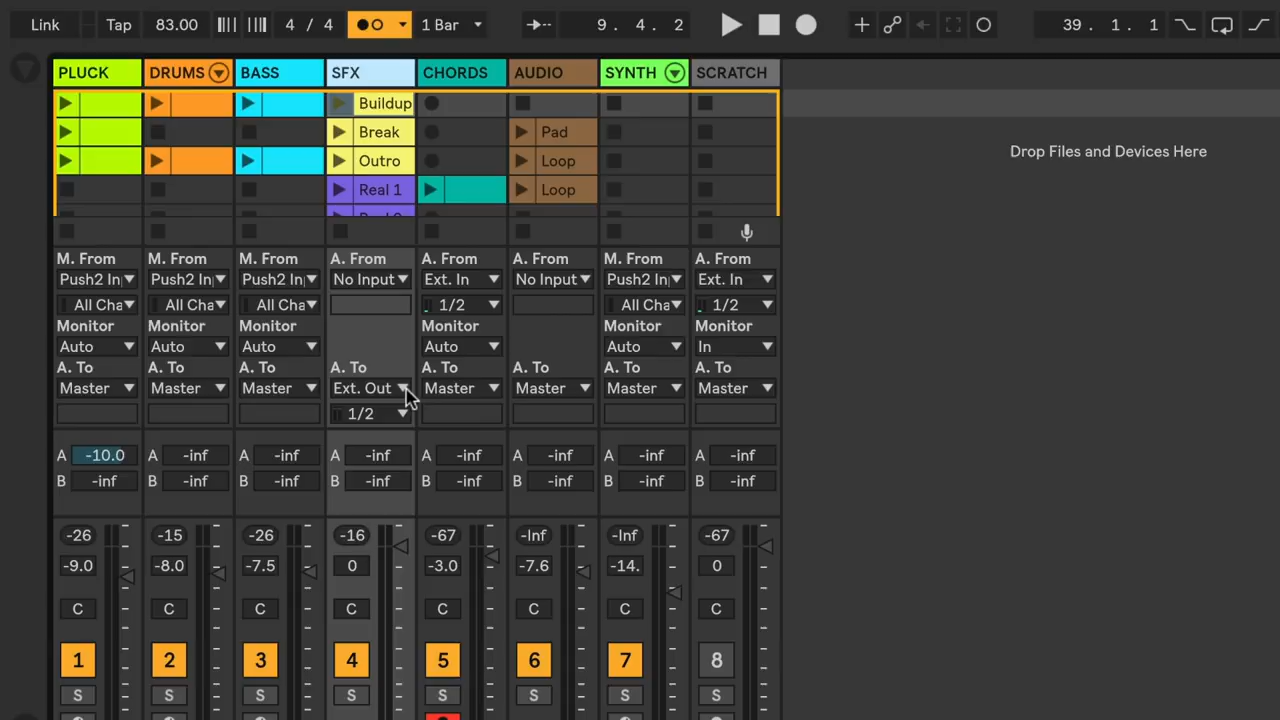 Link Tap 83.00 4 / 4 1 Bar 9. 4. 2 39. 1. 1
PLUCK DRUMS BASS SFX CHORDS AUDIO SYNTH SCRATCH
Buildup
Break Pad
Outro Loop
Real 1 Loop
Drop Files and Devices Here
M. From M. From M. From A. From A. From A. From M. From A. From
Push2 In Push2 In Push2 In No Input Ext. In No Input Push2 In Ext. In
All Cha All Cha All Cha 1/2 All Cha 1/2
Monitor Monitor Monitor Monitor Monitor Monitor
Auto Auto Auto Auto Auto In
A. To A. To A. To A. To A. To A. To A. To A. To
Master Master Master Ext. Out Master Master Master Master
1/2
A -10.0 A -inf A -inf A -inf A -inf A -inf A -inf A -inf
B -inf B -inf B -inf B -inf B -inf B -inf B -inf B -inf
-26 -15 -26 -16 -67 -Inf -Inf -67
-9.0 -8.0 -7.5 0 -3.0 -7.6 -14. 0
C C C C C C C C
1 2 3 4 5 6 7 8
S S S S S S S S